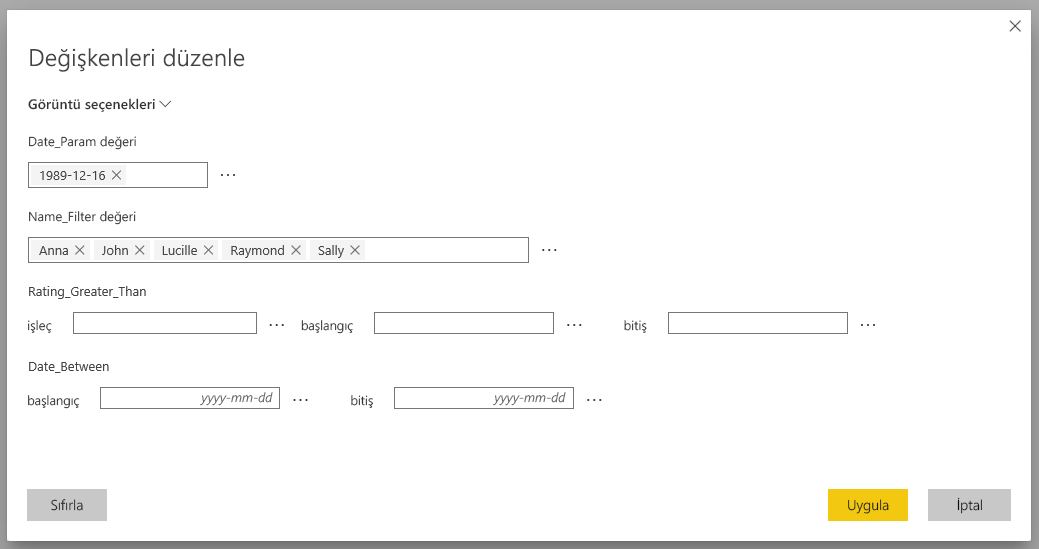 Değişkenleri düzenle
Görüntü seçenekleri
Date_Param değeri
1989-12-16
...
Name_Filter değeri
Anna John Lucille Raymond Sally
...
Rating_Greater_Than
işleç ... başlangıç ... bitiş ...
Date_Between
başlangıç yyyy-mm-dd ... bitiş yyyy-mm-dd ...
Sıfırla Uygula İptal